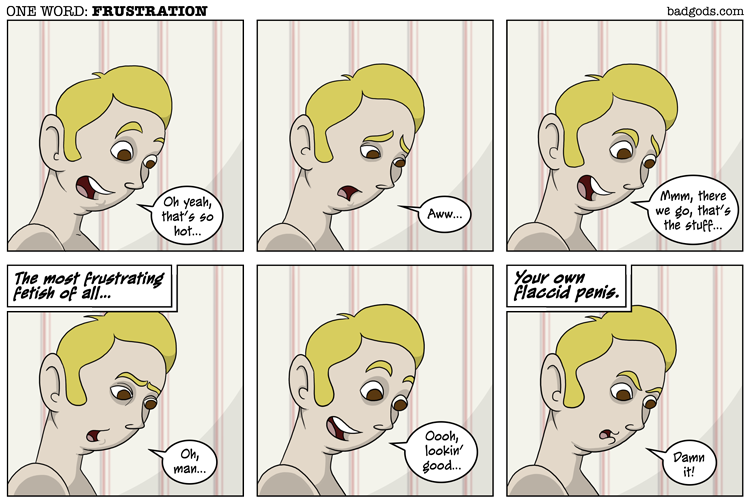 ONE WORD: FRUSTRATION
badgods.com
Oh yeah,
that's so
hot...
Aww...
Mmm, there
we go, that's
the stuff...
The most frustrating
fetish of all...
Oh,
man...
Oooh,
lookin'
good...
Your own
flaccid penis.
Damn
it!